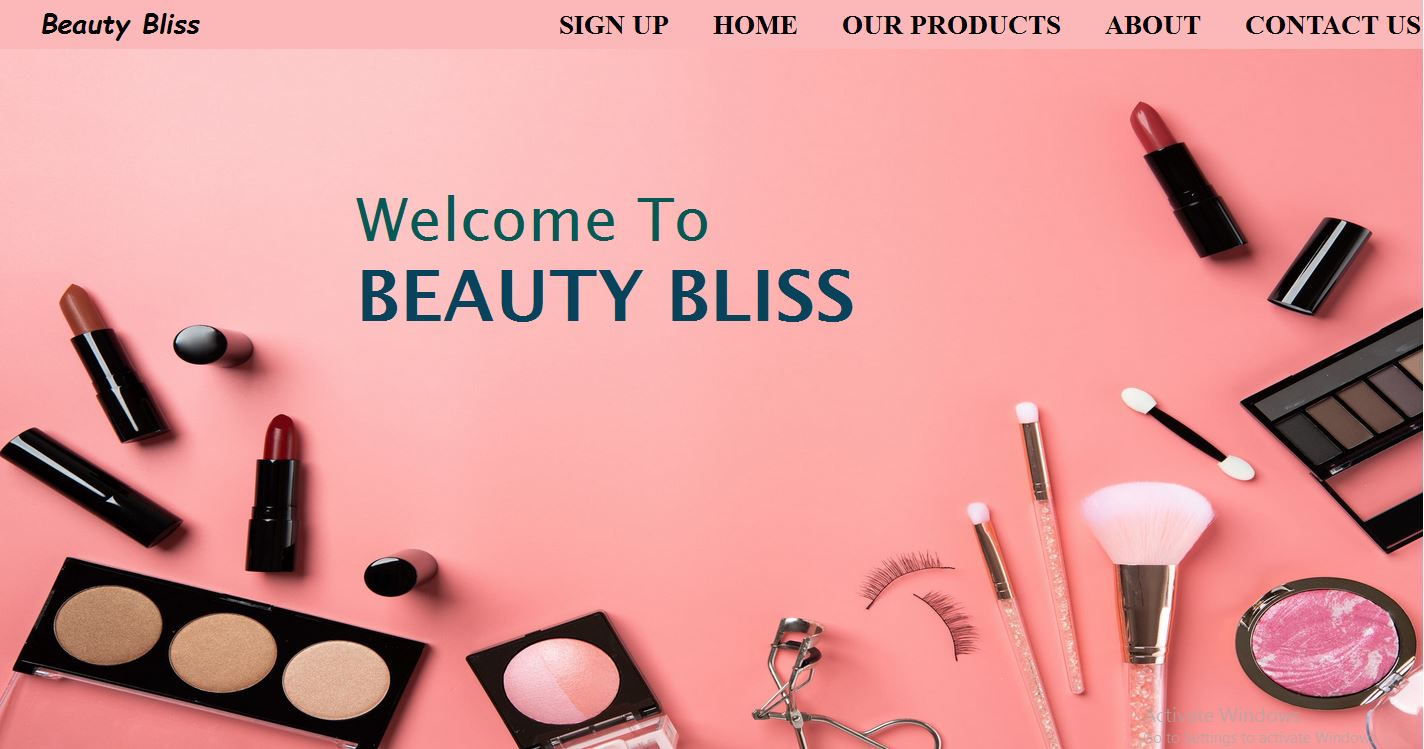 Beauty Bliss SIGN UP HOME OUR PRODUCTS ABOUT CONTACT US
Welcome To
BEAUTY BLISS
Activate Windows
Go to Settings to activate Windows.